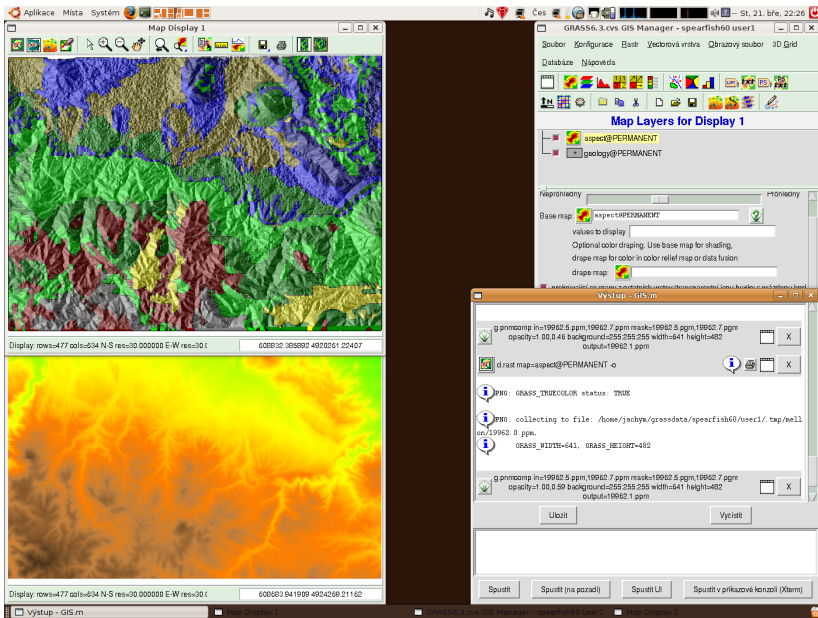 Aplikace Místa Systém
Čes
St, 21. bře, 22:26
Map Display 1
Display: rows=477 cols=634 N-S res=30.000000 E-W res=30.(
608832.385892 4920261.22407
Display: rows=477 cols=634 N-S res=30.000000 E-W res=30.(
608683.941909 4924269.21162
GRASS6.3.cvs GIS Manager - spearfish60 user1
Soubor Konfigurace Rastr Vectorová vrstva Obrazový soubor 3D Grid
Databáze Nápověda
Map Layers for Display 1
aspect@PERMANENT
geology@PERMANENT
Neprůhledný Průhledný
Base map: aspect@PERMANENT
values to display
Optional color draping. Use base map for shading,
drape map for color in color relief map or data fusion
drape map:
Výstup - GIS.m
g.pnmcomp in=19962.5.ppm,19962.7.ppm mask=19962.5.pgm,19962.7.pgm
opacity=1.00,0.46 background=255:255:255 width=641 height=482
output=19962.1.ppm
X
d.rast map=aspect@PERMANENT -o
X
PNG: GRASS_TRUECOLOR status: TRUE
PNG: collecting to file: /home/jachym/grassdata/spearfish60/user1/.tmp/mell
on/19962.0.ppm,
GRASS_WIDTH=641, GRASS_HEIGHT=482
g.pnmcomp in=19962.5.ppm,19962.7.ppm mask=19962.5.pgm,19962.7.pgm
opacity=1.00,0.59 background=255:255:255 width=641 height=482
output=19962.1.ppm
X
Uložit Vyčistit
Spustit Spustit (na pozadí) Spustit UI Spustit v příkazové konzoli (Xterm)
Výstup - GIS.m Map Display 1 GRASS6.3.cvs GIS Manager - spearfish60 user1 Map Display 2